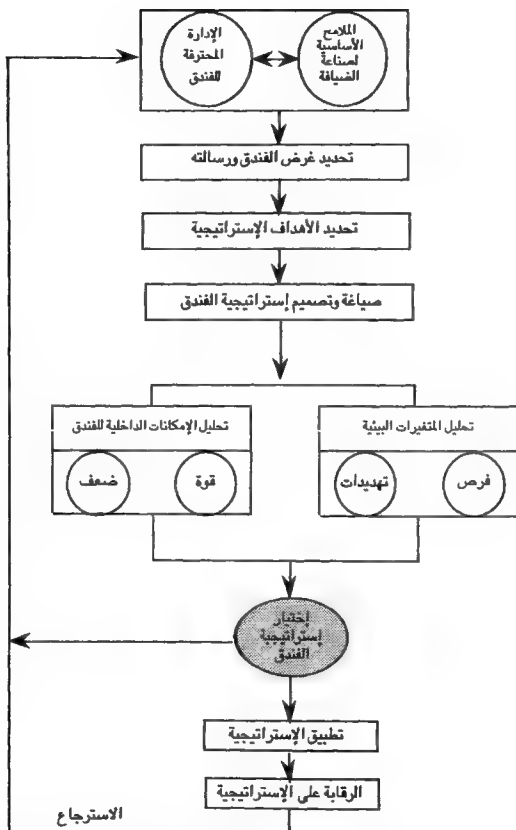 الملامح
الأساسية
لصناعة
الضيافة
الإدارة
المحترفة
للفندق
تحديد غرض الفندق ورسالته
تحديد الأهداف الإستراتيجية
صياغة وتصميم إستراتيجية الفندق
تحليل المتغيرات البيئية
فرص
تهديدات
تحليل الإمكانات الداخلية للفندق
قوة
ضعف
إختيار
إستراتيجية
الفندق
تطبيق الإستراتيجية
الرقابة على الإستراتيجية
الاسترجاع